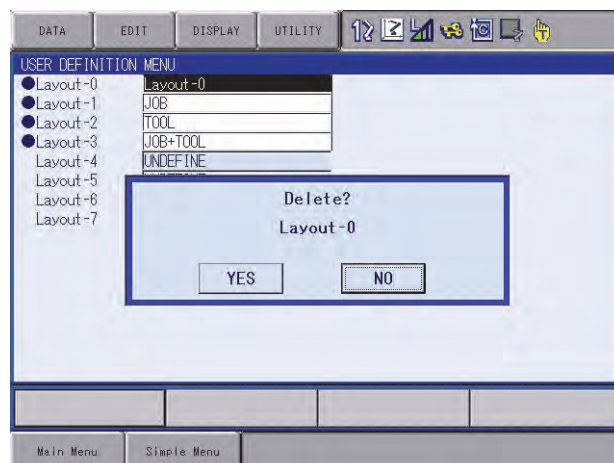 DATA EDIT DISPLAY UTILITY
USER DEFINITION MENU
Layout-0 Layout-0
Layout-1 JOB
Layout-2 TOOL
Layout-3 JOB+TOOL
Layout-4 UNDEFINE
Layout-5
Layout-6
Layout-7
Delete?
Layout-0
YES NO
Main Menu Simple Menu